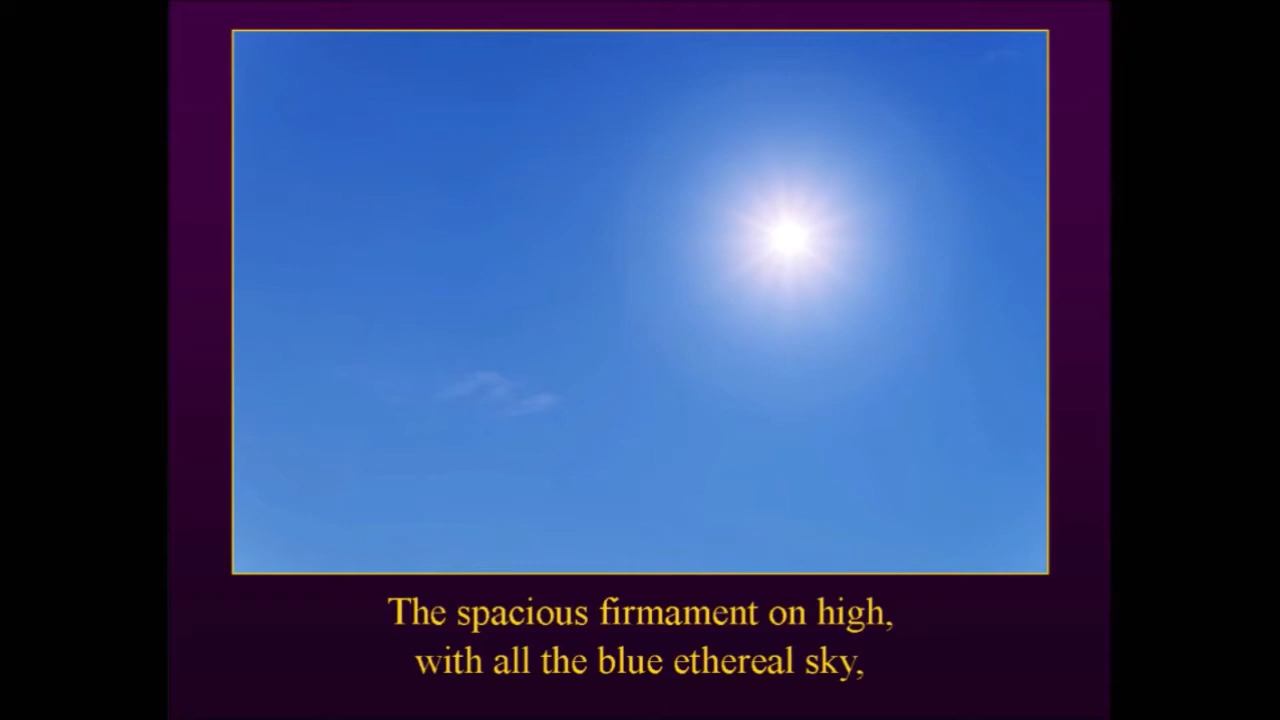 The spacious firmament on high,
with all the blue ethereal sky,